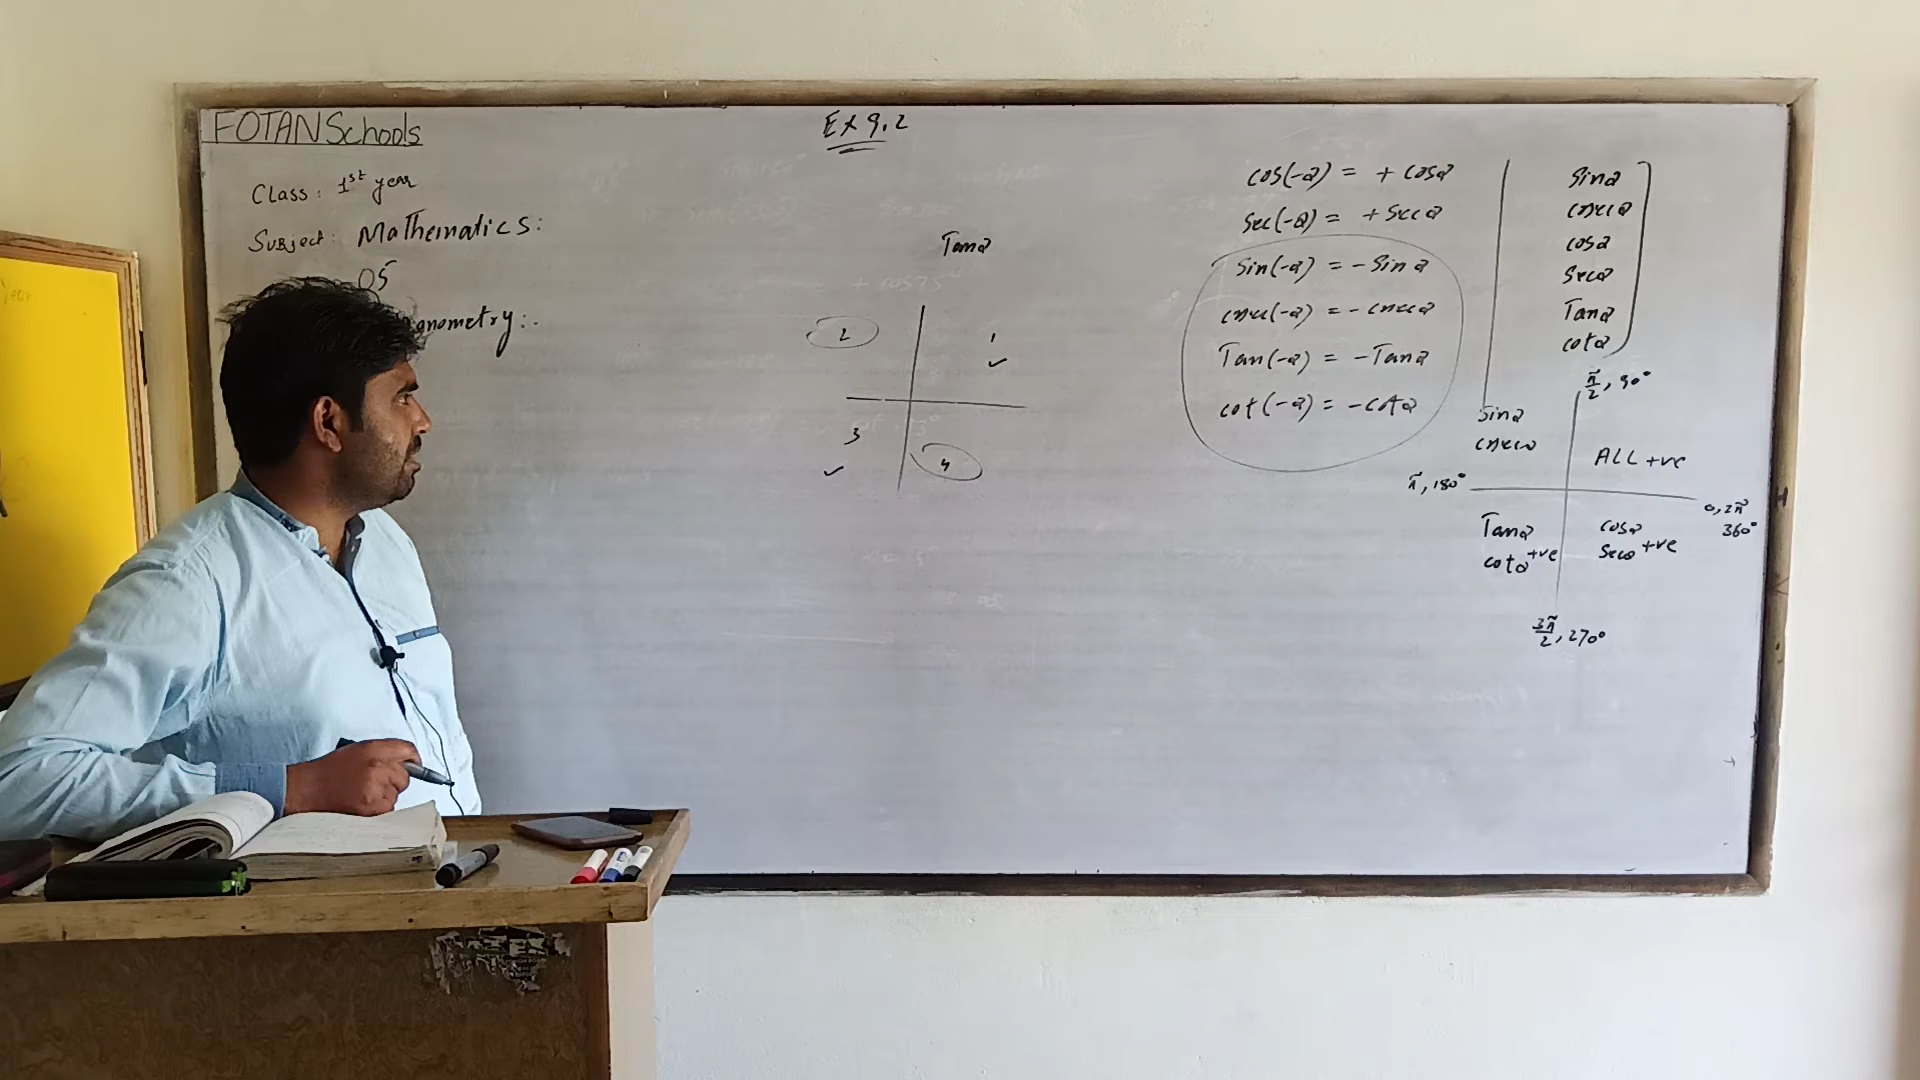 FOTANSchools
Class: 1st year
Subject: Mathematics:
05
gnometry:.
Ex 9.2
Tanθ
2
1
✓
3
✓
4
cos(-θ) = + cosθ
sec(-θ) = + secθ
sin(-θ) = - sinθ
cosec(-θ) = - cosecθ
Tan(-θ) = - Tanθ
cot(-θ) = - cotθ
sinθ
cosecθ
cosθ
secθ
Tanθ
cotθ
π/2, 90°
sinθ
cosecθ
ALL +ve
π, 180°
0, 2π
360°
Tanθ
cotθ +ve
cosθ
secθ +ve
3π/2, 270°